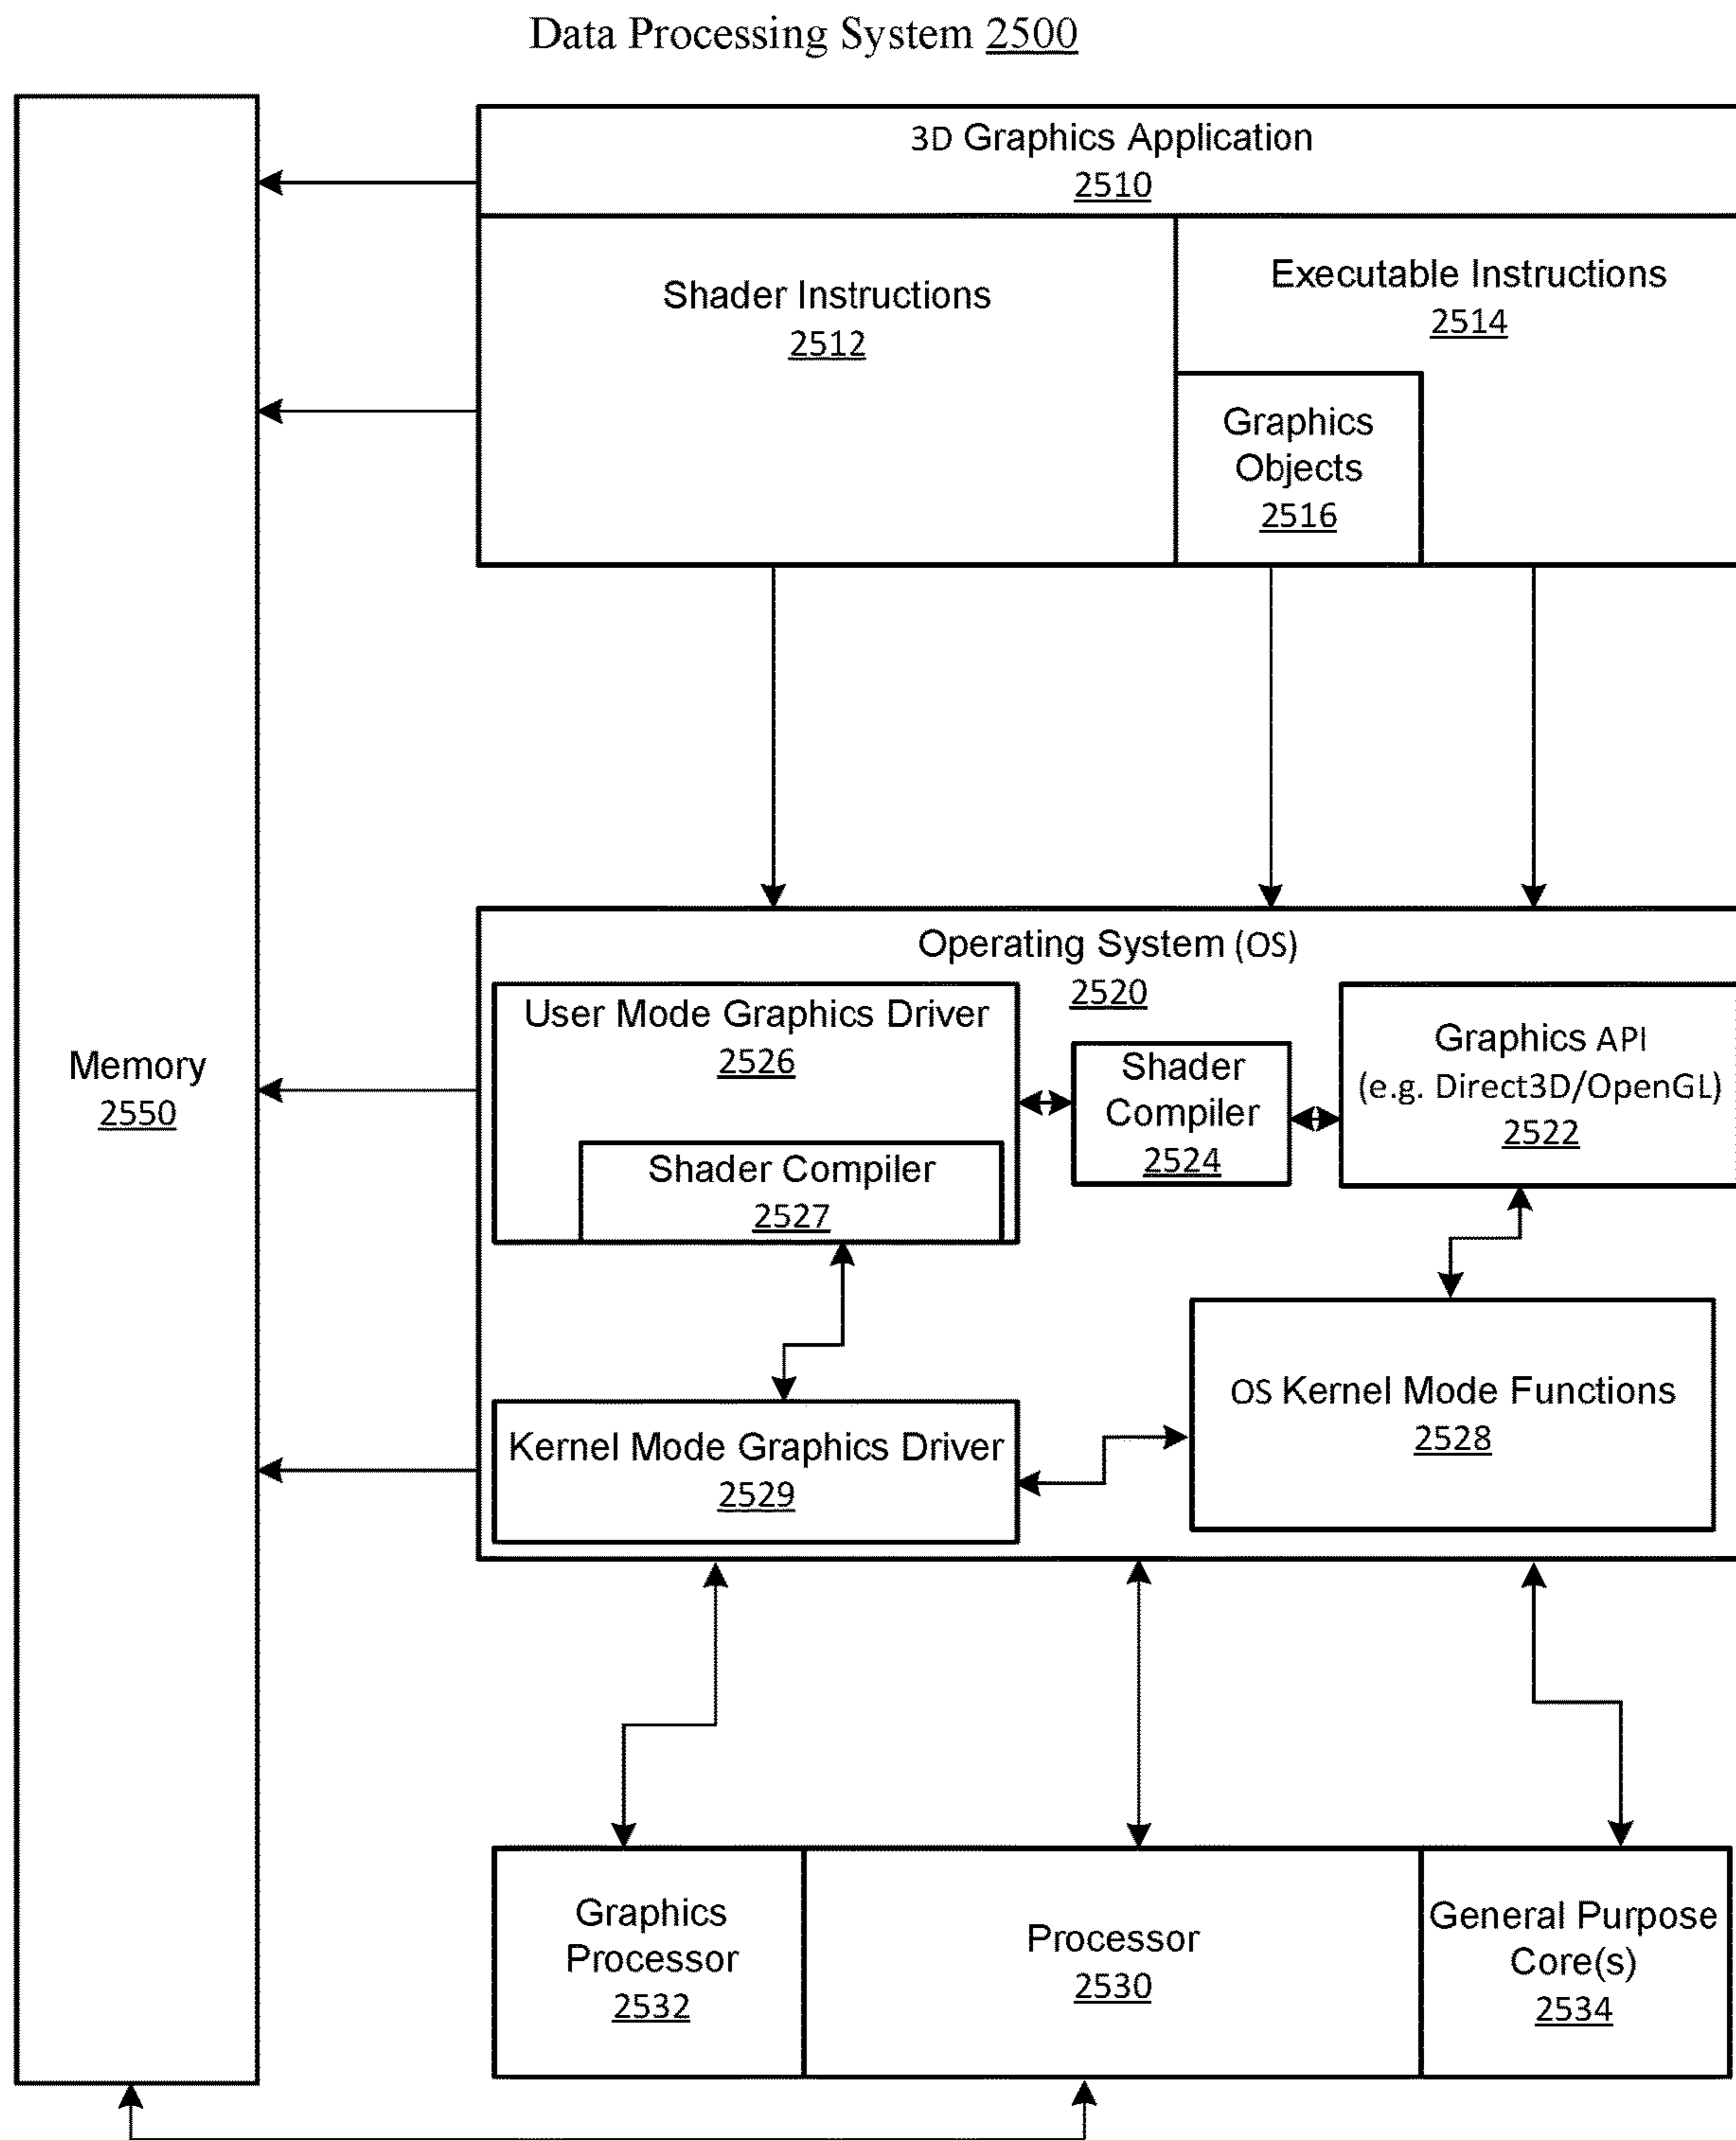 Data Processing System 2500
3D Graphics Application
2510
Shader Instructions
2512
Executable Instructions
2514
Graphics
Objects
2516
Memory
2550
Operating System (OS)
2520
User Mode Graphics Driver
2526
Shader Compiler
2527
Shader
Compiler
2524
Graphics API
(e.g. Direct3D/OpenGL)
2522
Kernel Mode Graphics Driver
2529
OS Kernel Mode Functions
2528
Graphics
Processor
2532
Processor
2530
General Purpose
Core(s)
2534